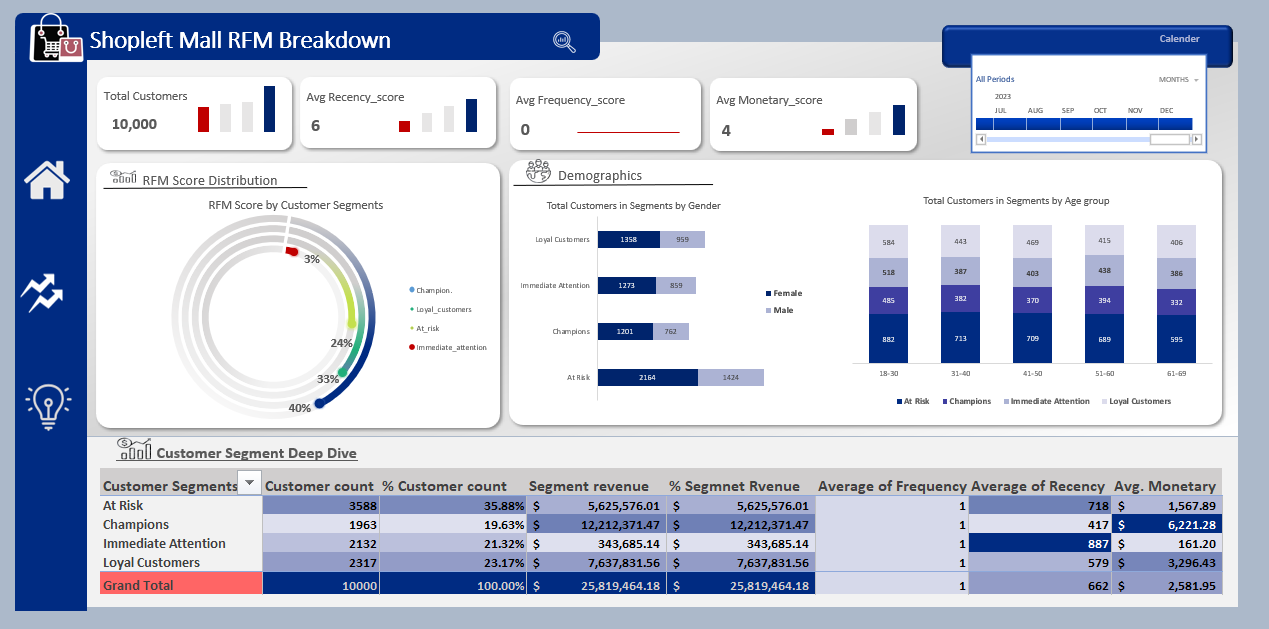 Shopleft Mall RFM Breakdown
Calender
All Periods
MONTHS
2023
JUL AUG SEP OCT NOV DEC
Total Customers
10,000
Avg Recency_score
6
Avg Frequency_score
0
Avg Monetary_score
4
RFM Score Distribution
RFM Score by Customer Segments
3%
24%
33%
40%
Champion.
Loyal_customers
At_risk
Immediate_attention
Demographics
Total Customers in Segments by Gender
Loyal Customers 1358 959
Immediate Attention 1273 859
Champions 1201 762
At Risk 2164 1424
Female
Male
Total Customers in Segments by Age group
584 443 469 415 406
518 387 403 438 386
485 382 370 394 332
882 713 709 689 595
18-30 31-40 41-50 51-60 61-69
At Risk Champions Immediate Attention Loyal Customers
Customer Segment Deep Dive
Customer Segments Customer count % Customer count Segment revenue % Segmnet Rvenue Average of Frequency Average of Recency Avg. Monetary
At Risk 3588 35.88% $ 5,625,576.01 $ 5,625,576.01 1 718 $ 1,567.89
Champions 1963 19.63% $ 12,212,371.47 $ 12,212,371.47 1 417 $ 6,221.28
Immediate Attention 2132 21.32% $ 343,685.14 $ 343,685.14 1 887 $ 161.20
Loyal Customers 2317 23.17% $ 7,637,831.56 $ 7,637,831.56 1 579 $ 3,296.43
Grand Total 10000 100.00% $ 25,819,464.18 $ 25,819,464.18 1 662 $ 2,581.95